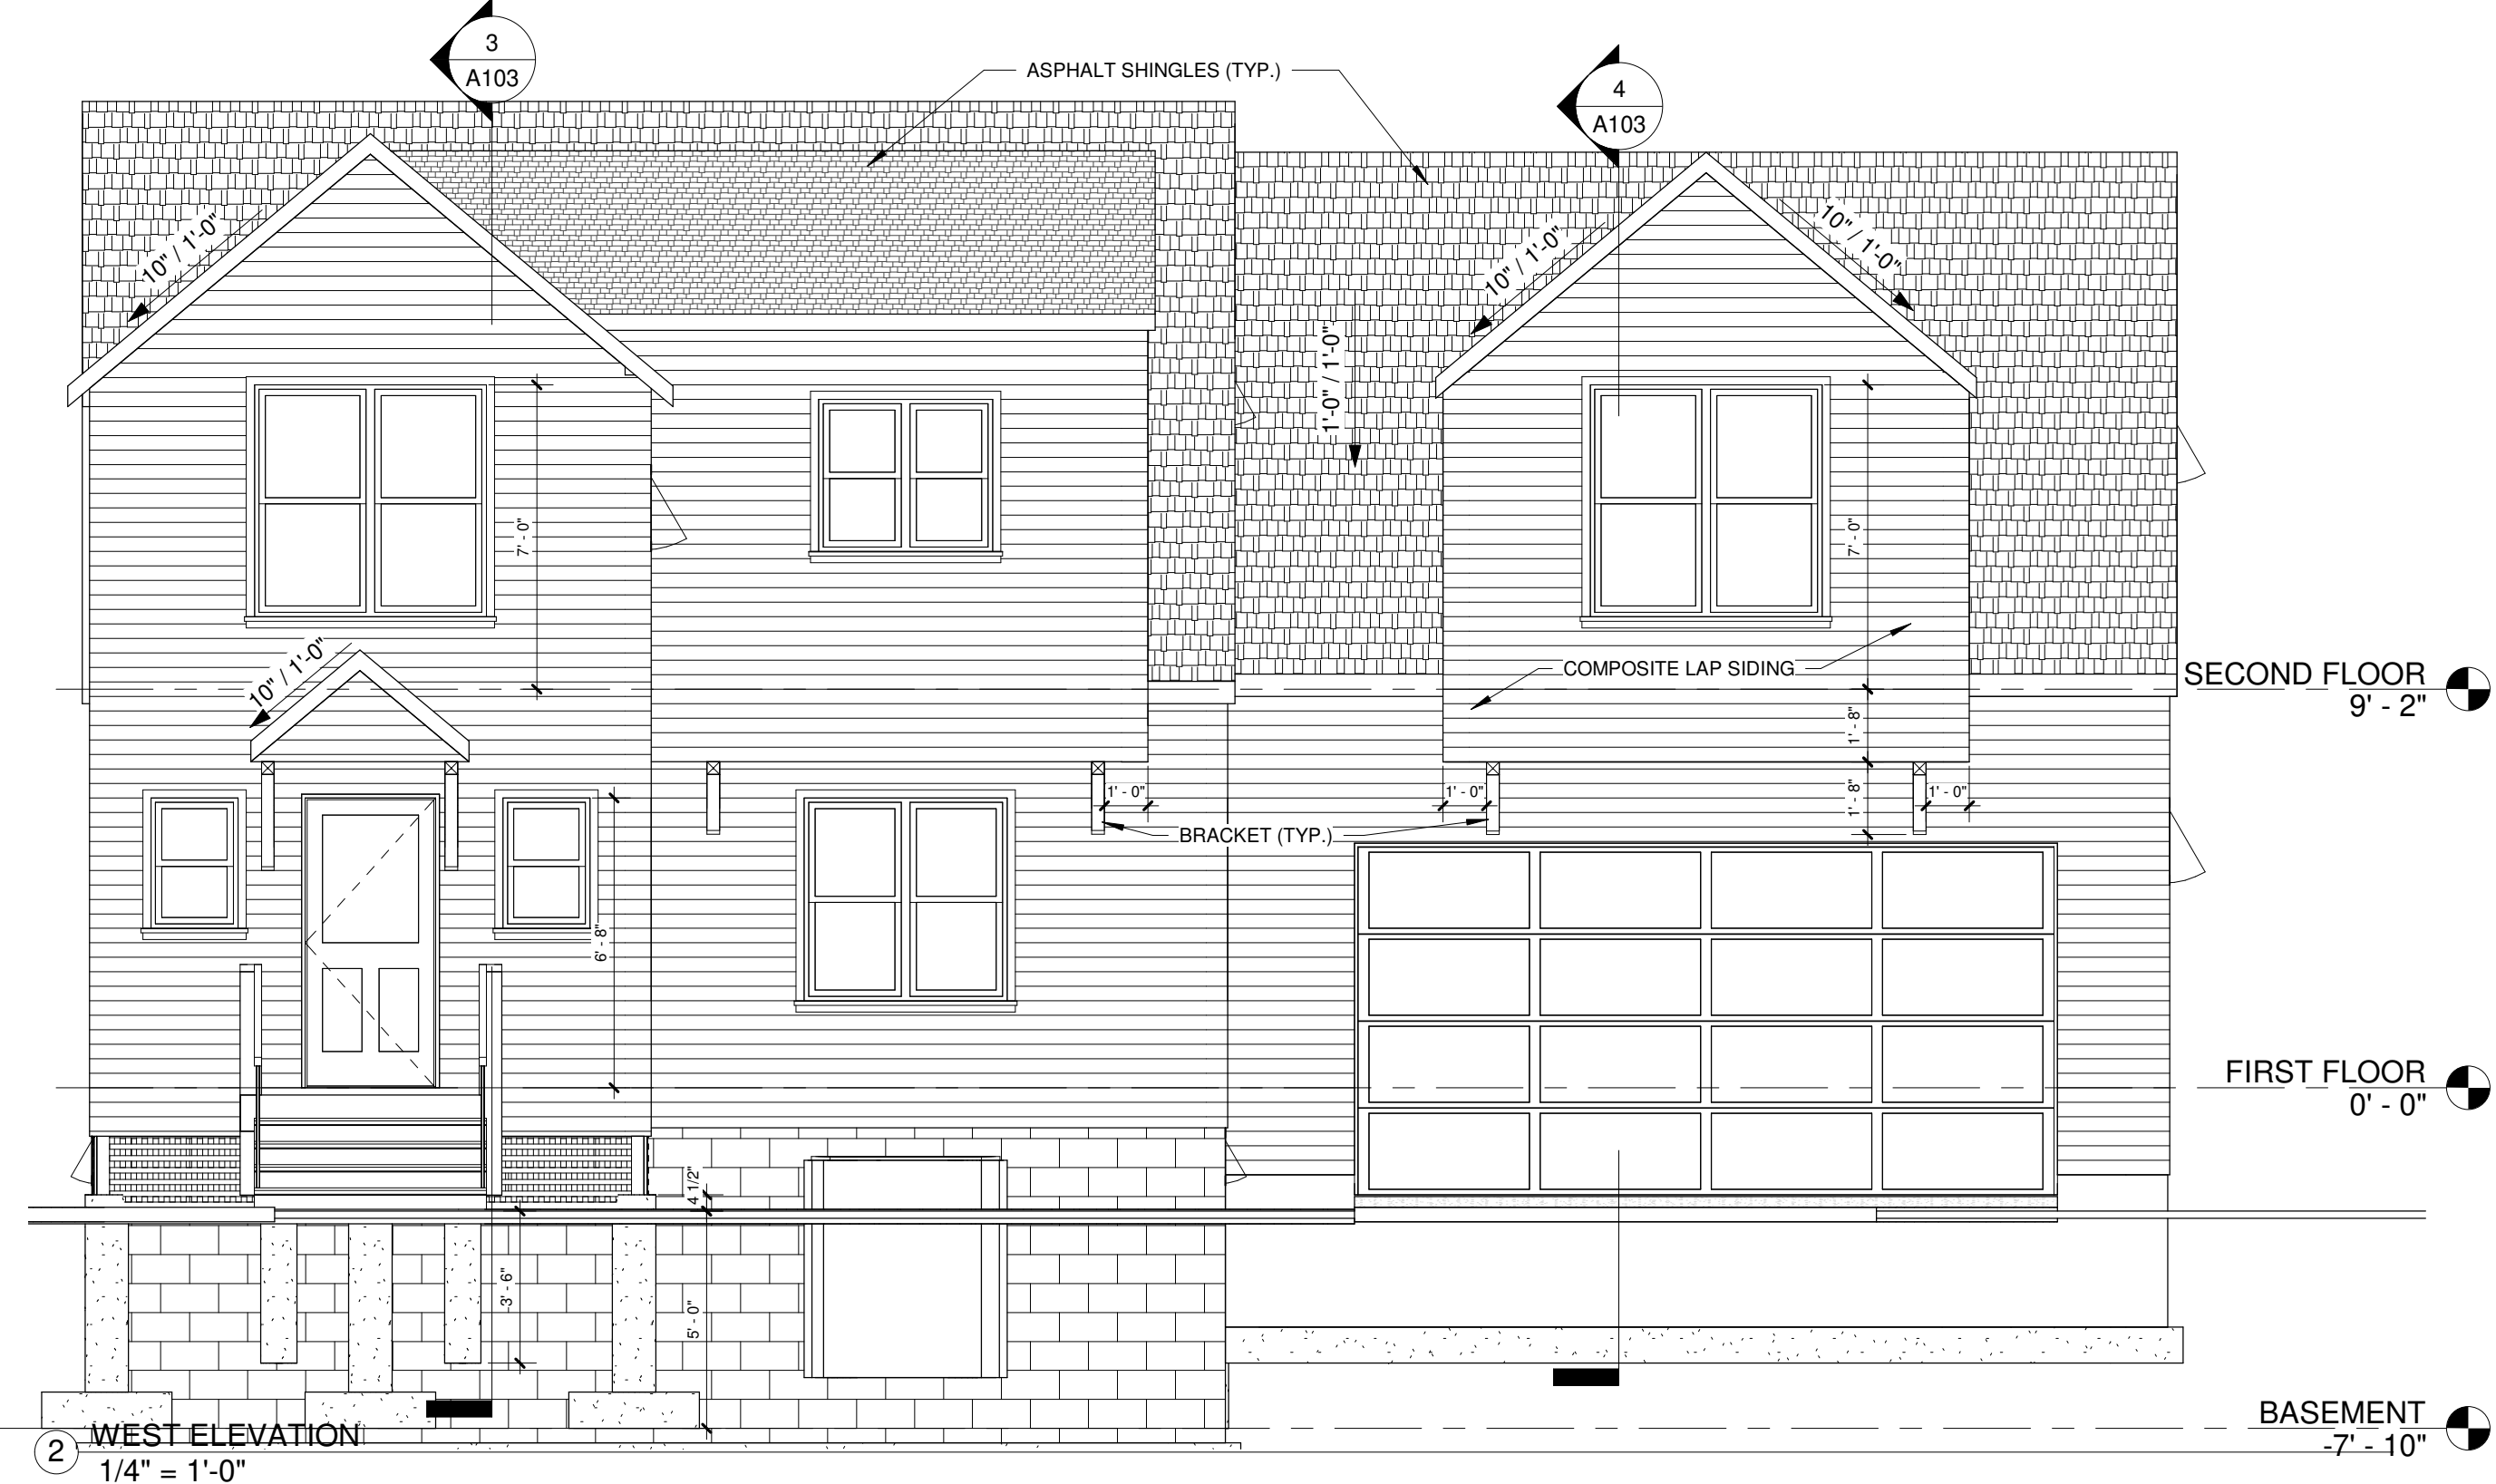 3
A103
ASPHALT SHINGLES (TYP.)
4
A103
10" / 1'-0"
10" / 1'-0"
10" / 1'-0"
1'-0" / 1'-0"
7' - 0"
7' - 0"
10" / 1'-0"
COMPOSITE LAP SIDING
SECOND FLOOR
9' - 2"
1' - 8"
1' - 0"
1' - 0"
1' - 8"
1' - 0"
BRACKET (TYP.)
6' - 8"
FIRST FLOOR
0' - 0"
4 1/2"
3' - 6"
5' - 0"
BASEMENT
-7' - 10"
2
WEST ELEVATION
1/4" = 1'-0"